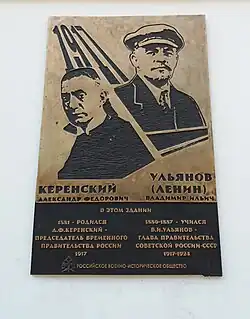 1917
УЛЬЯНОВ
КЕРЕНСКИЙ (ЛЕНИН)
АЛЕКСАНДР ФЕДОРОВИЧ ВЛАДИМИР ИЛЬИЧ
В ЭТОМ ЗДАНИИ
1881 - РОДИЛСЯ
А.Ф.КЕРЕНСКИЙ -
ПРЕДСЕДАТЕЛЬ ВРЕМЕННОГО
ПРАВИТЕЛЬСТВА РОССИИ
1917
1880-1887 - УЧИЛСЯ
В.И.УЛЬЯНОВ -
ГЛАВА ПРАВИТЕЛЬСТВА
СОВЕТСКОЙ РОССИИ-СССР
1917-1924
РОССИЙСКОЕ ВОЕННО-ИСТОРИЧЕСКОЕ ОБЩЕСТВО